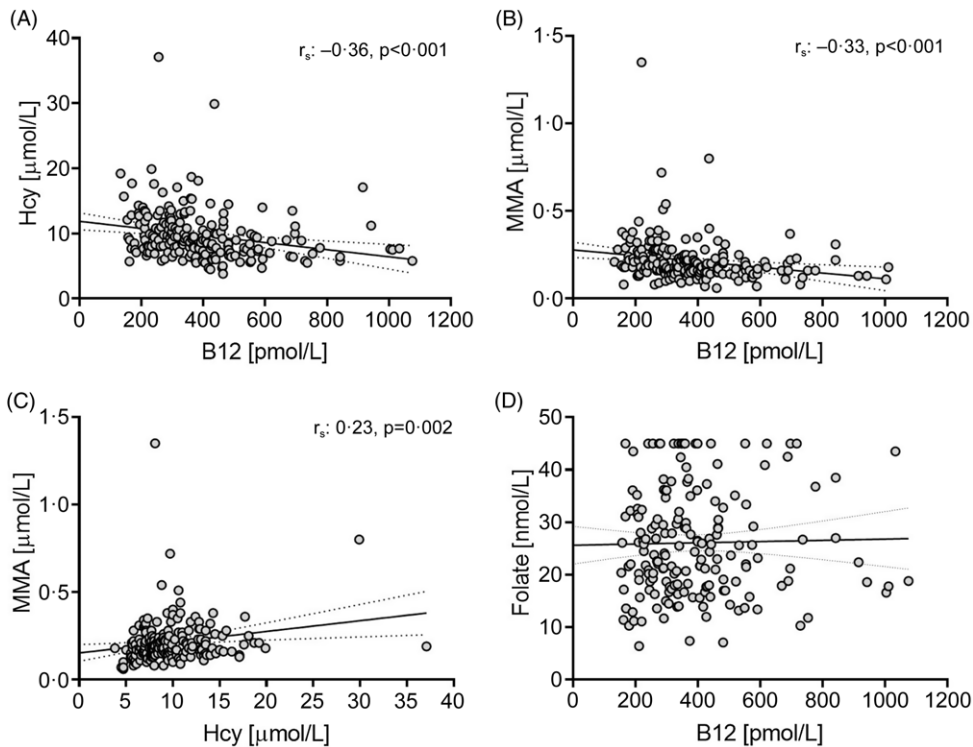 (A)
r_s: –0·36, p<0·001
40
30
20
10
0
Hcy [μmol/L]
0 200 400 600 800 1000 1200
B12 [pmol/L]
(B)
r_s: –0·33, p<0·001
1·5
1·0
0·5
0·0
MMA [μmol/L]
0 200 400 600 800 1000 1200
B12 [pmol/L]
(C)
r_s: 0·23, p=0·002
1·5
1·0
0·5
0·0
MMA [μmol/L]
0 5 10 15 20 25 30 35 40
Hcy [μmol/L]
(D)
50
40
30
20
10
0
Folate [nmol/L]
0 200 400 600 800 1000 1200
B12 [pmol/L]